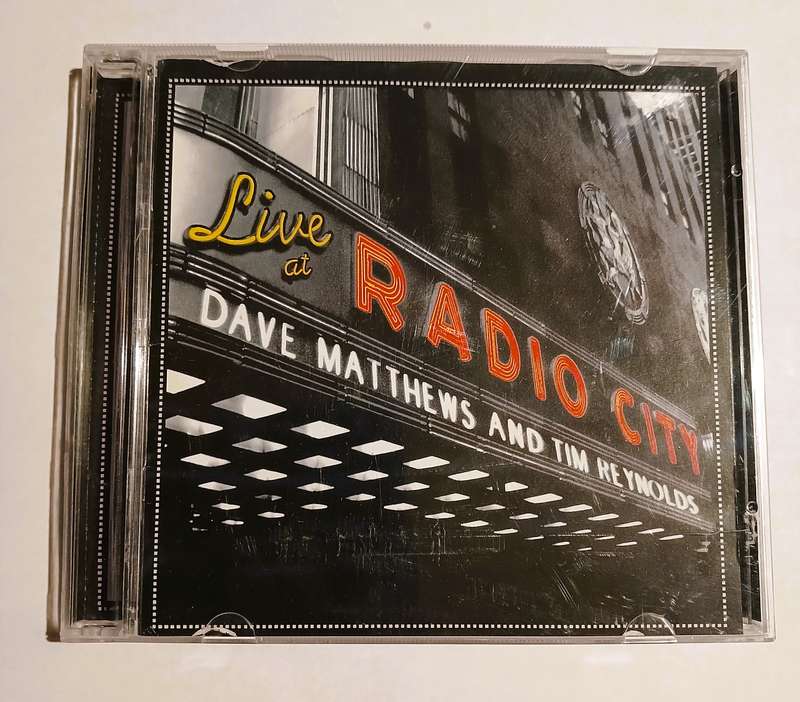 Live
at
RADIO CITY
DAVE MATTHEWS AND TIM REYNOLDS